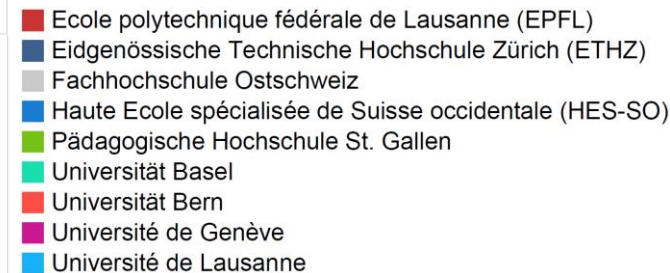 Ecole polytechnique fédérale de Lausanne (EPFL)
Eidgenössische Technische Hochschule Zürich (ETHZ)
Fachhochschule Ostschweiz
Haute Ecole spécialisée de Suisse occidentale (HES-SO)
Pädagogische Hochschule St. Gallen
Universität Basel
Universität Bern
Université de Genève
Université de Lausanne